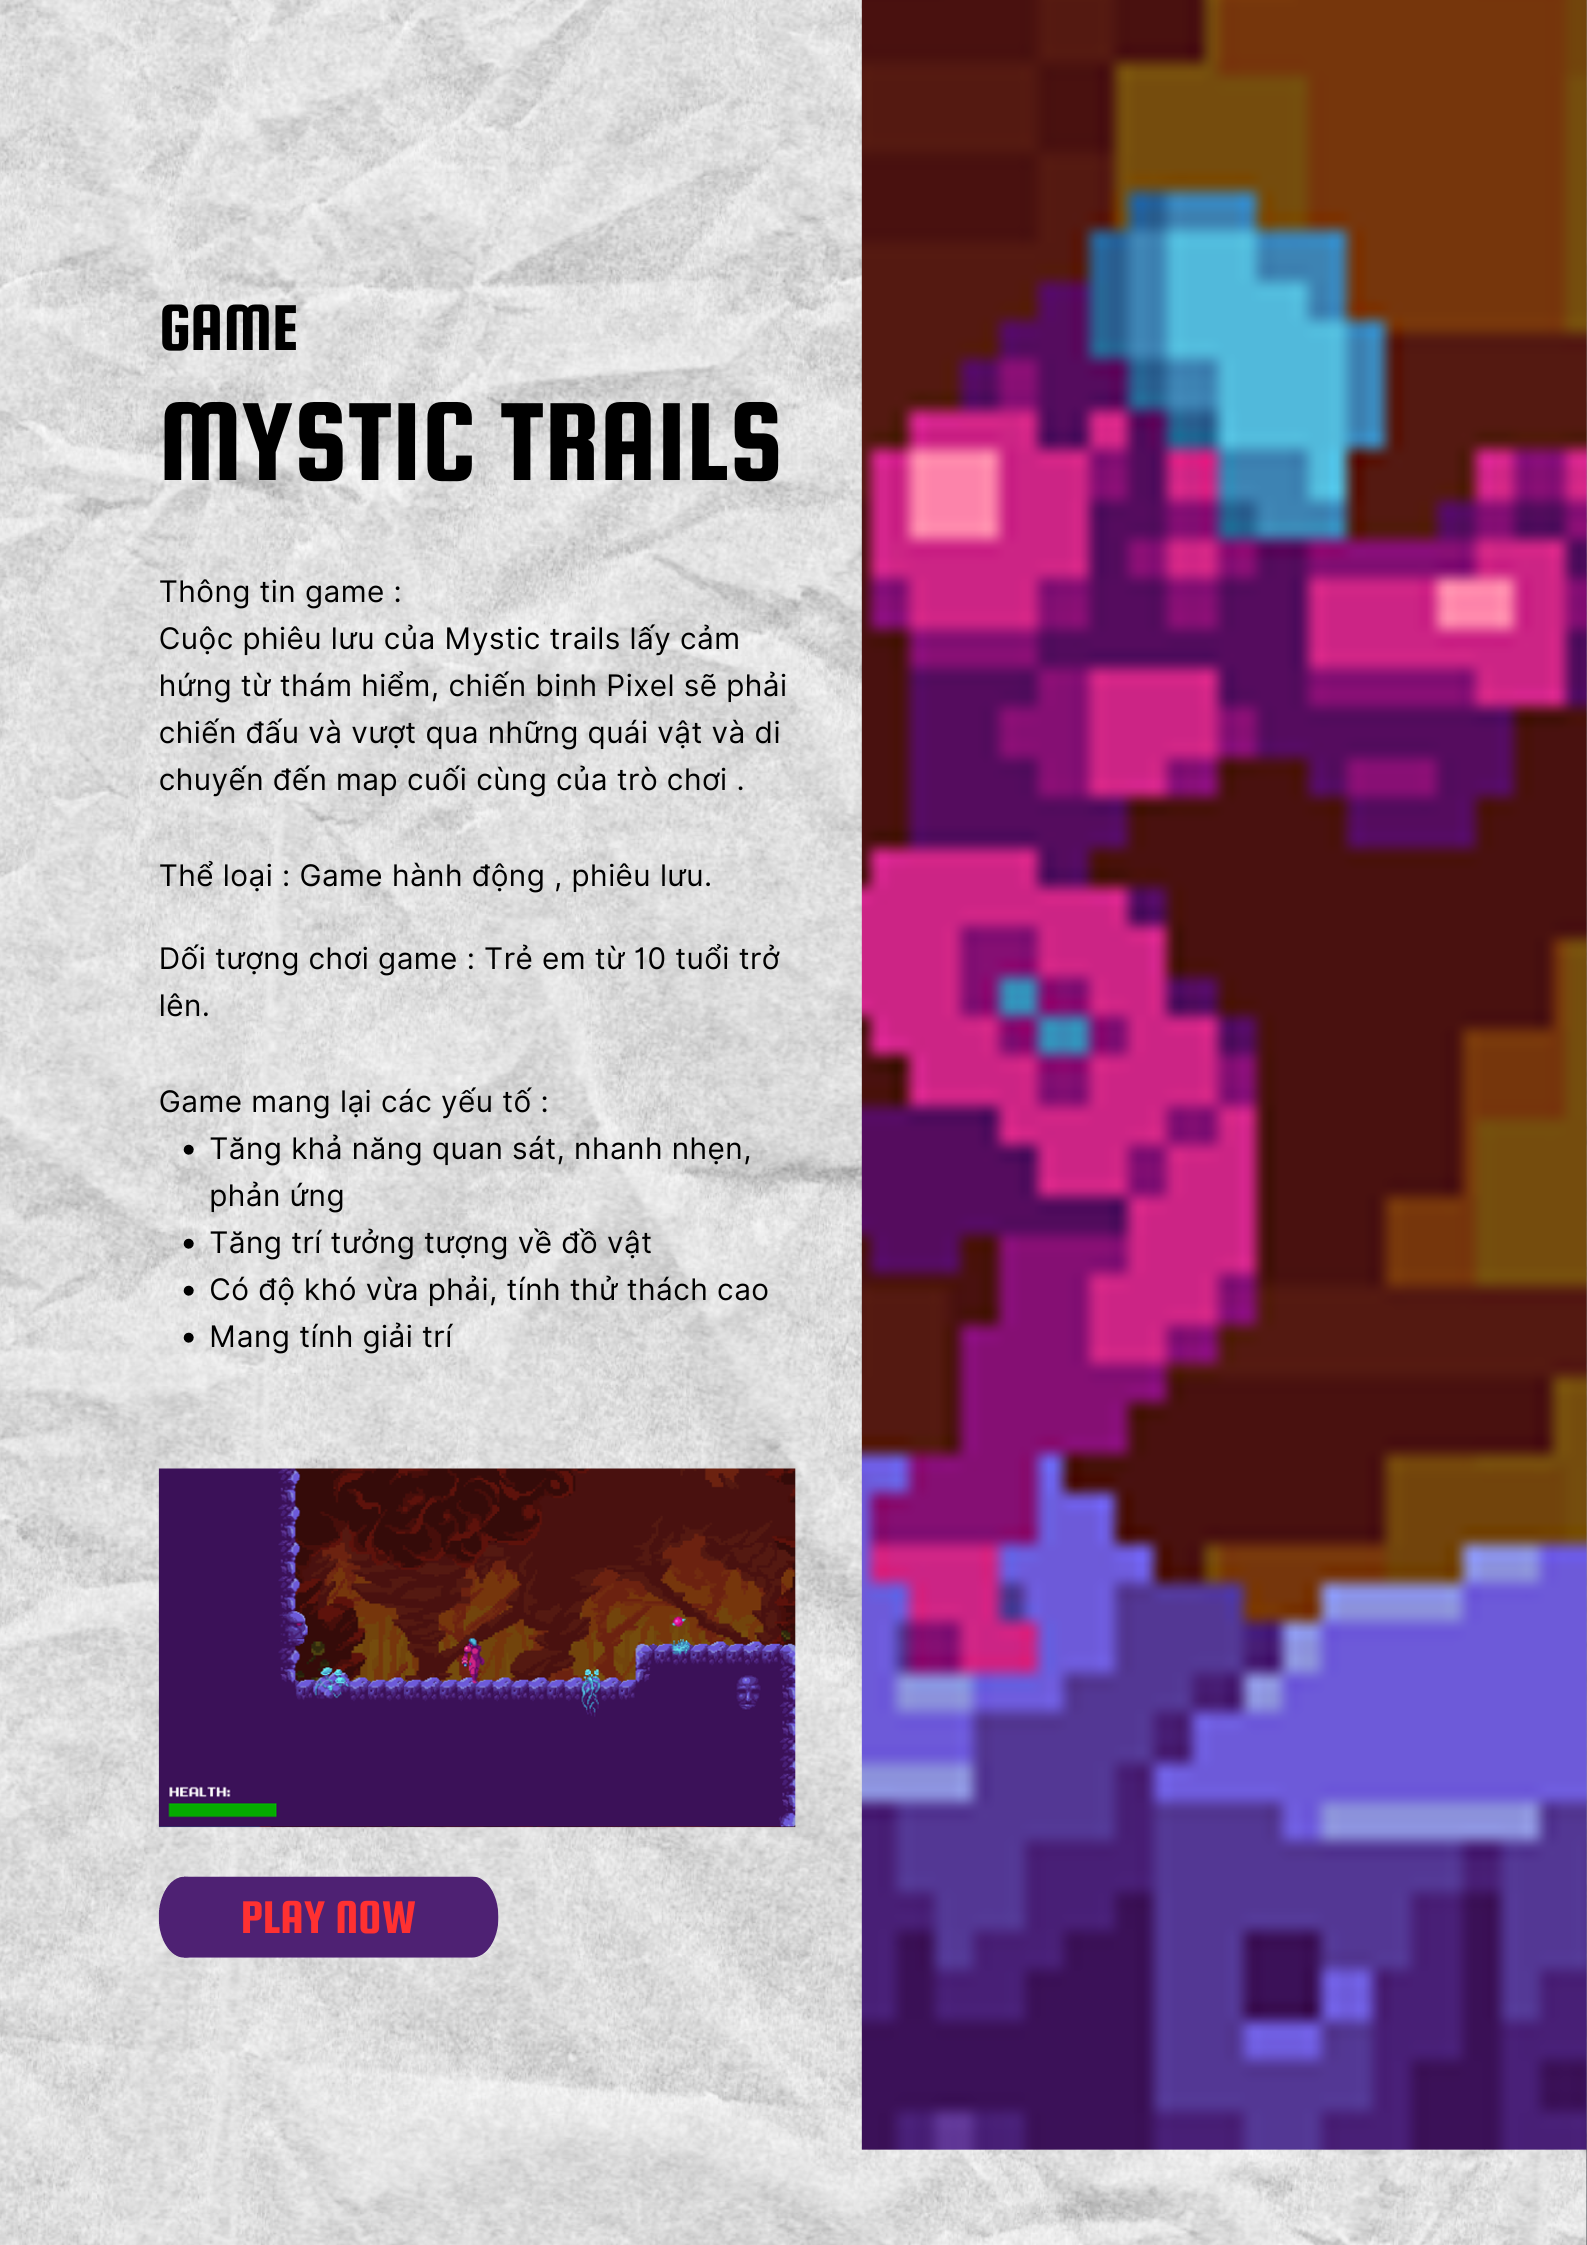 GAME
MYSTIC TRAILS
Thông tin game :
Cuộc phiêu lưu của Mystic trails lấy cảm
hứng từ thám hiểm, chiến binh Pixel sẽ phải
chiến đấu và vượt qua những quái vật và di
chuyến đến map cuối cùng của trò chơi .
Thể loại : Game hành động , phiêu lưu.
Dối tượng chơi game : Trẻ em từ 10 tuổi trở
lên.
Game mang lại các yếu tố :
• Tăng khả năng quan sát, nhanh nhẹn,
phản ứng
• Tăng trí tưởng tượng về đồ vật
• Có độ khó vừa phải, tính thử thách cao
• Mang tính giải trí
HEALTH:
PLAY NOW